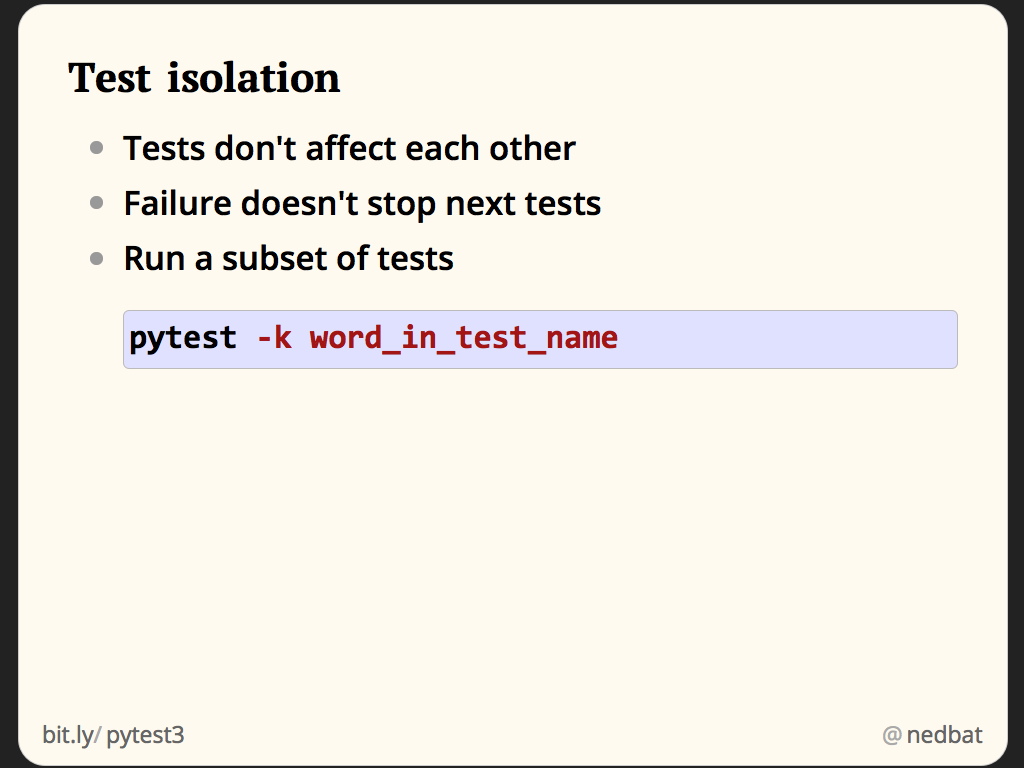 Test isolation
Tests don't affect each other
Failure doesn't stop next tests
Run a subset of tests
pytest -k word_in_test_name
bit.ly/pytest3
@nedbat